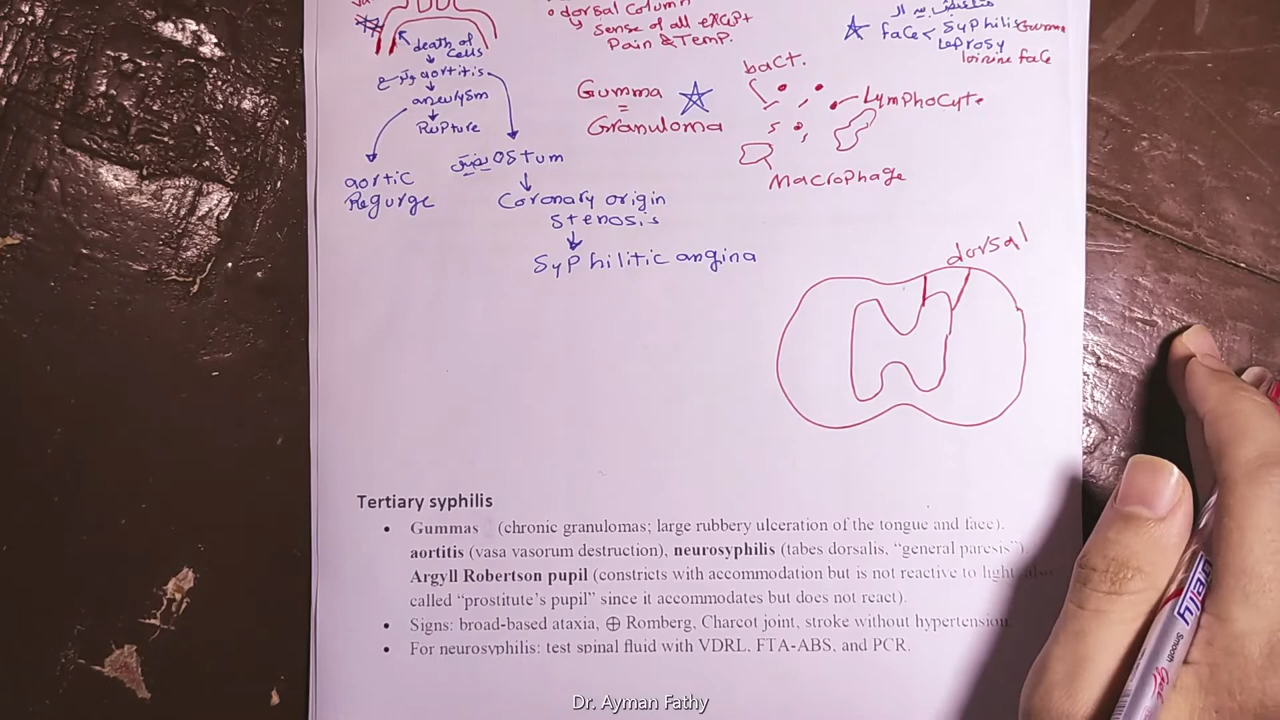 dorsal column
sense of all except
Pain & Temp.
face < Syphilis Gumma
Leprosy
death of
cells
aortitis
aneurysm
Rupture
aortic
Regurge
ostum
Coronary origin
stenosis
Syphilitic angina
Gumma
=
Granuloma
bact.
Lymphocyte
Macrophage
dorsal
Tertiary syphilis
• Gummas (chronic granulomas; large rubbery ulceration of the tongue and face).
aortitis (vasa vasorum destruction), neurosyphilis (tabes dorsalis, “general paresis”)
Argyll Robertson pupil (constricts with accommodation but is not reactive to light also
called “prostitute’s pupil” since it accommodates but does not react).
• Signs: broad-based ataxia, ⊕ Romberg, Charcot joint, stroke without hypertension
• For neurosyphilis: test spinal fluid with VDRL, FTA-ABS, and PCR.
elly
Smooth Gel
Dr. Ayman Fathy